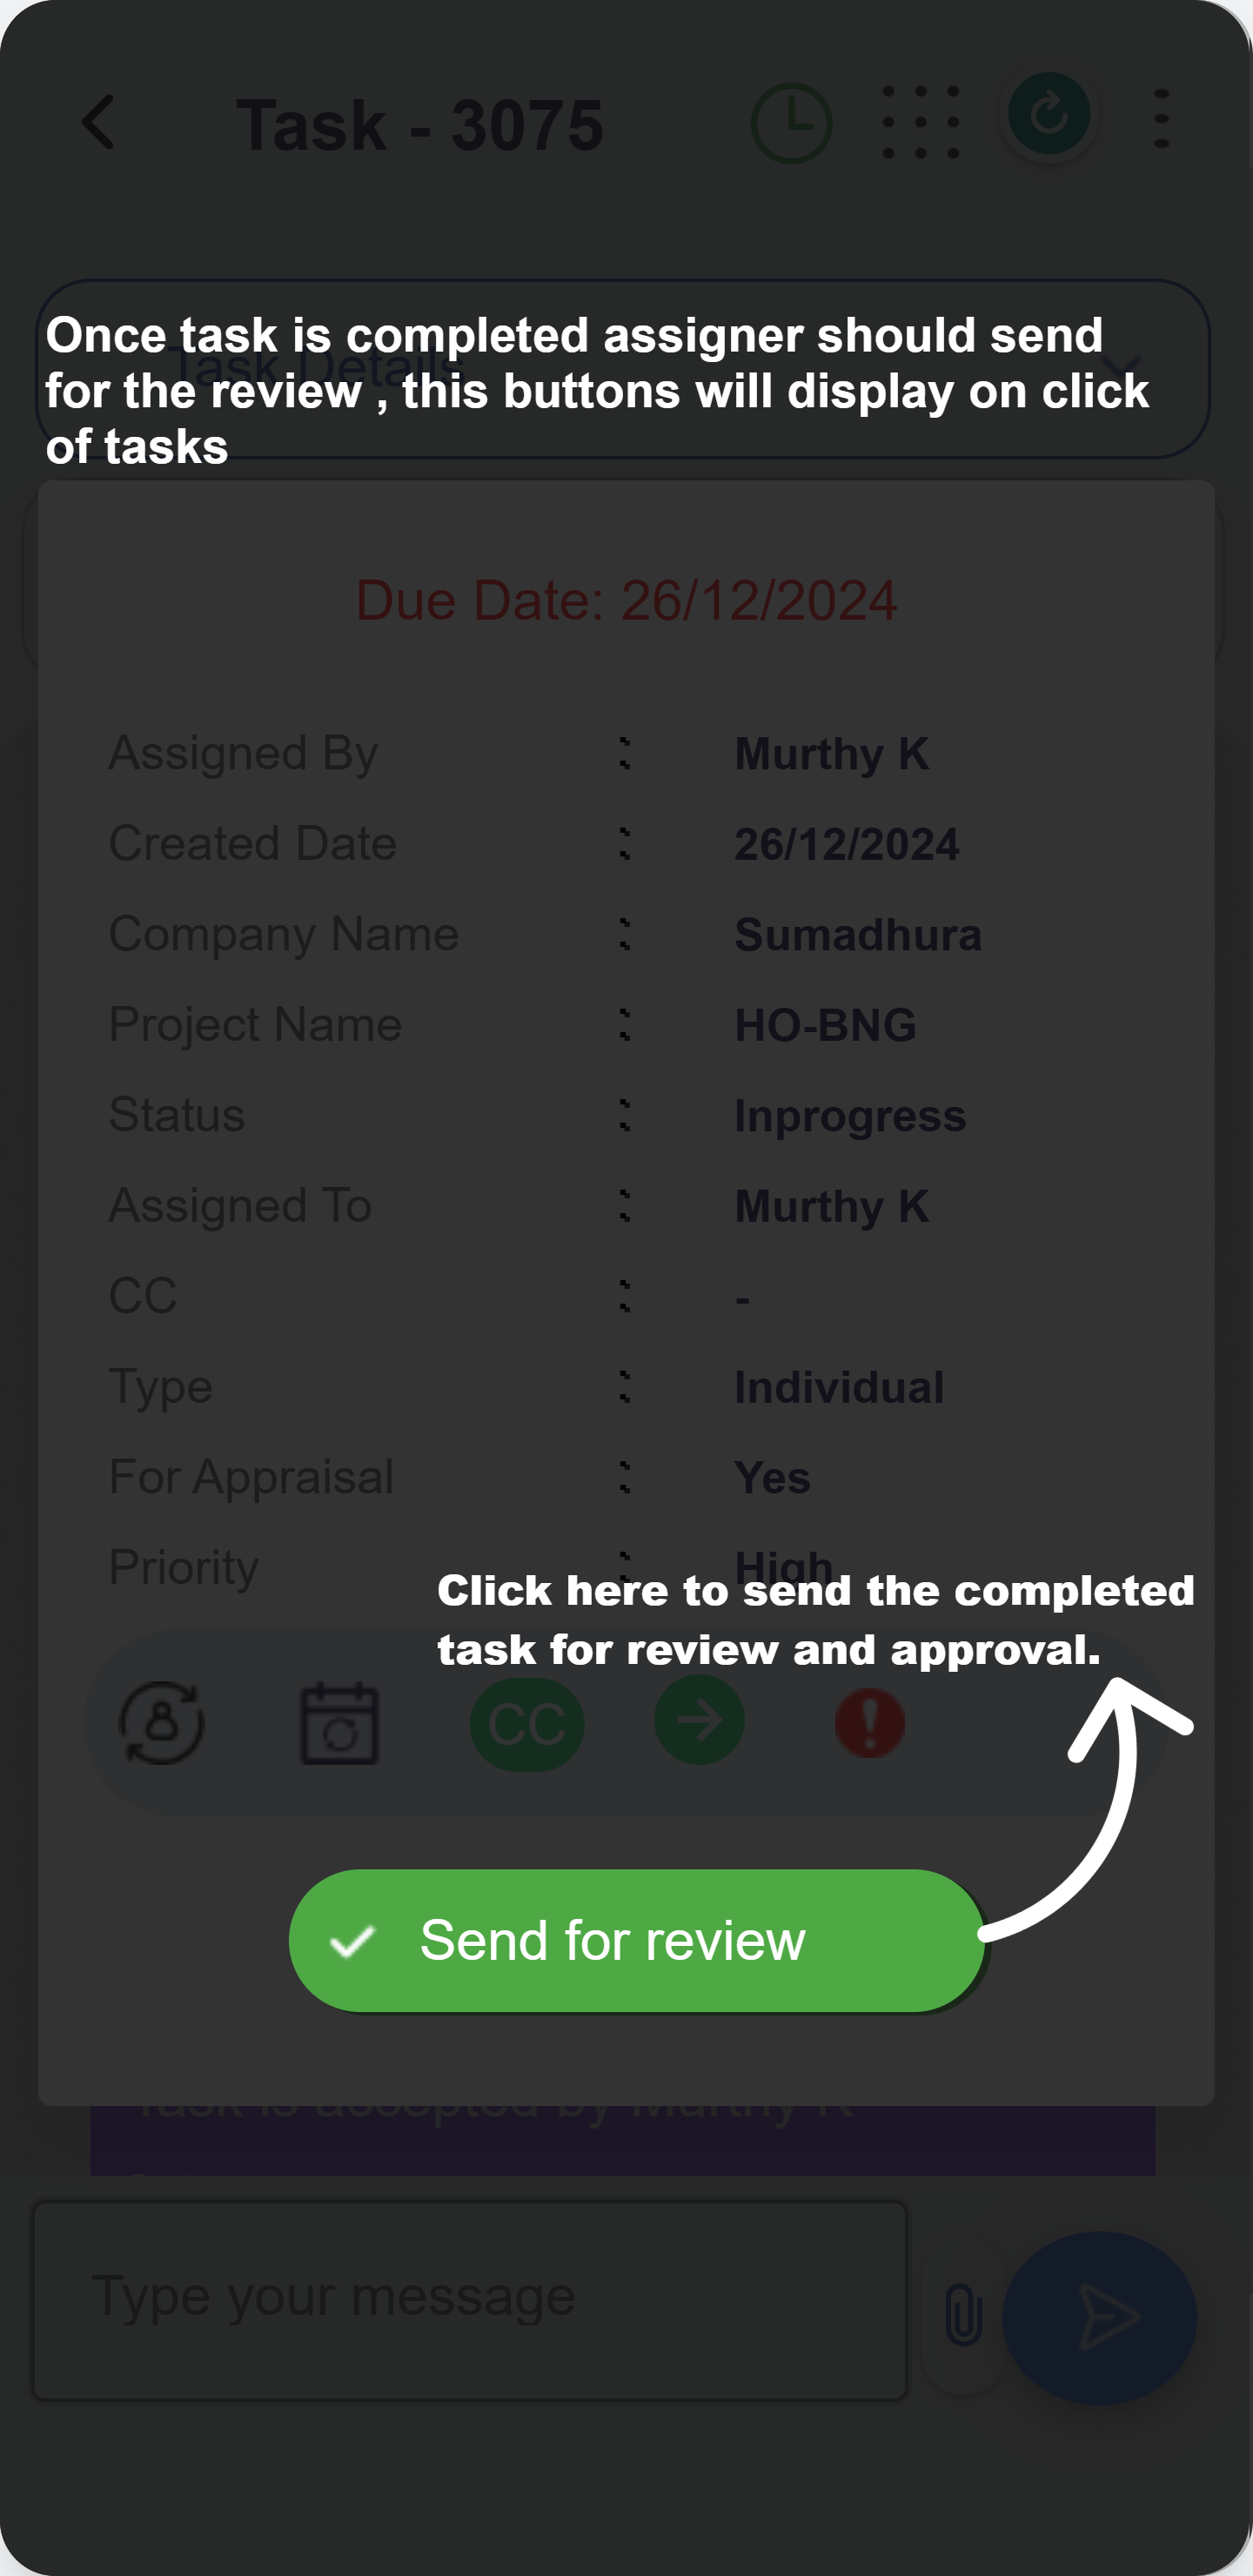 Task - 3075
Once task is completed assigner should send
for the review , this buttons will display on click
of tasks
Task Details
Due Date: 26/12/2024
Assigned By : Murthy K
Created Date : 26/12/2024
Company Name : Sumadhura
Project Name : HO-BNG
Status : Inprogress
Assigned To : Murthy K
CC : -
Type : Individual
For Appraisal : Yes
Priority : High
Click here to send the completed
task for review and approval.
CC
Send for review
Task is accepted by Murthy K
Type your message